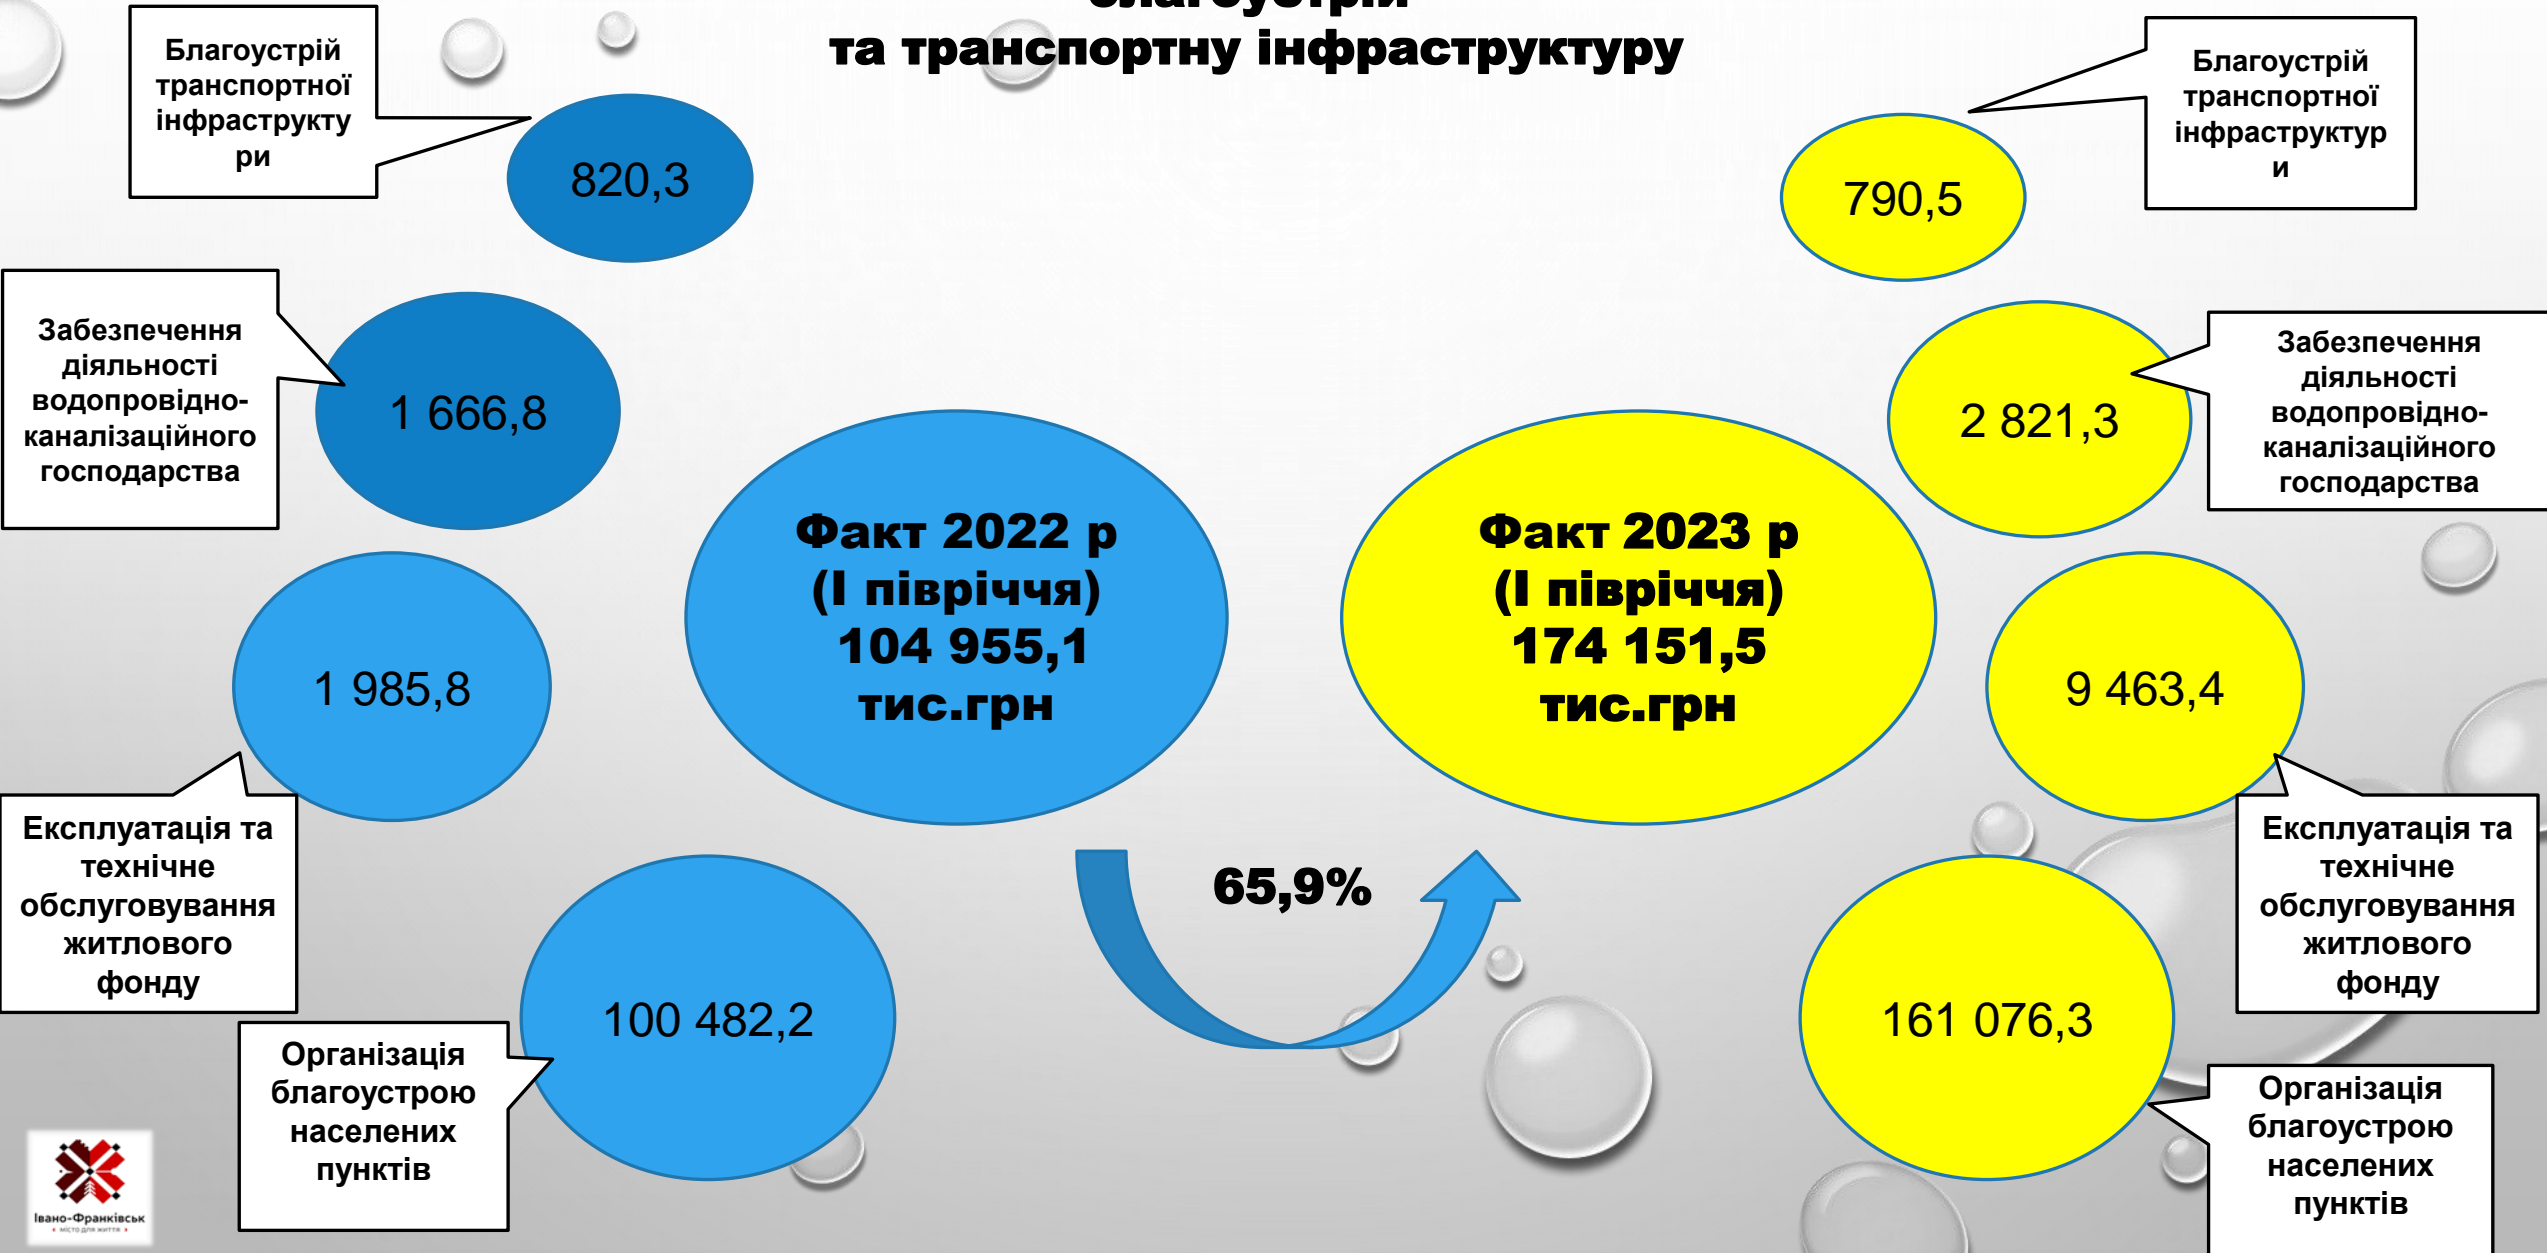 благоустрій
та транспортну інфраструктуру
Благоустрій
транспортної
інфраструкту
ри
820,3
Забезпечення
діяльності
водопровідно-
каналізаційного
господарства
1 666,8
1 985,8
Експлуатація та
технічне
обслуговування
житлового
фонду
100 482,2
Організація
благоустрою
населених
пунктів
Факт 2022 р
(І півріччя)
104 955,1
тис.грн
65,9%
Факт 2023 р
(І півріччя)
174 151,5
тис.грн
Благоустрій
транспортної
інфраструктур
и
790,5
Забезпечення
діяльності
водопровідно-
каналізаційного
господарства
2 821,3
9 463,4
Експлуатація та
технічне
обслуговування
житлового
фонду
161 076,3
Організація
благоустрою
населених
пунктів
Івано-Франківськ
місто для життя